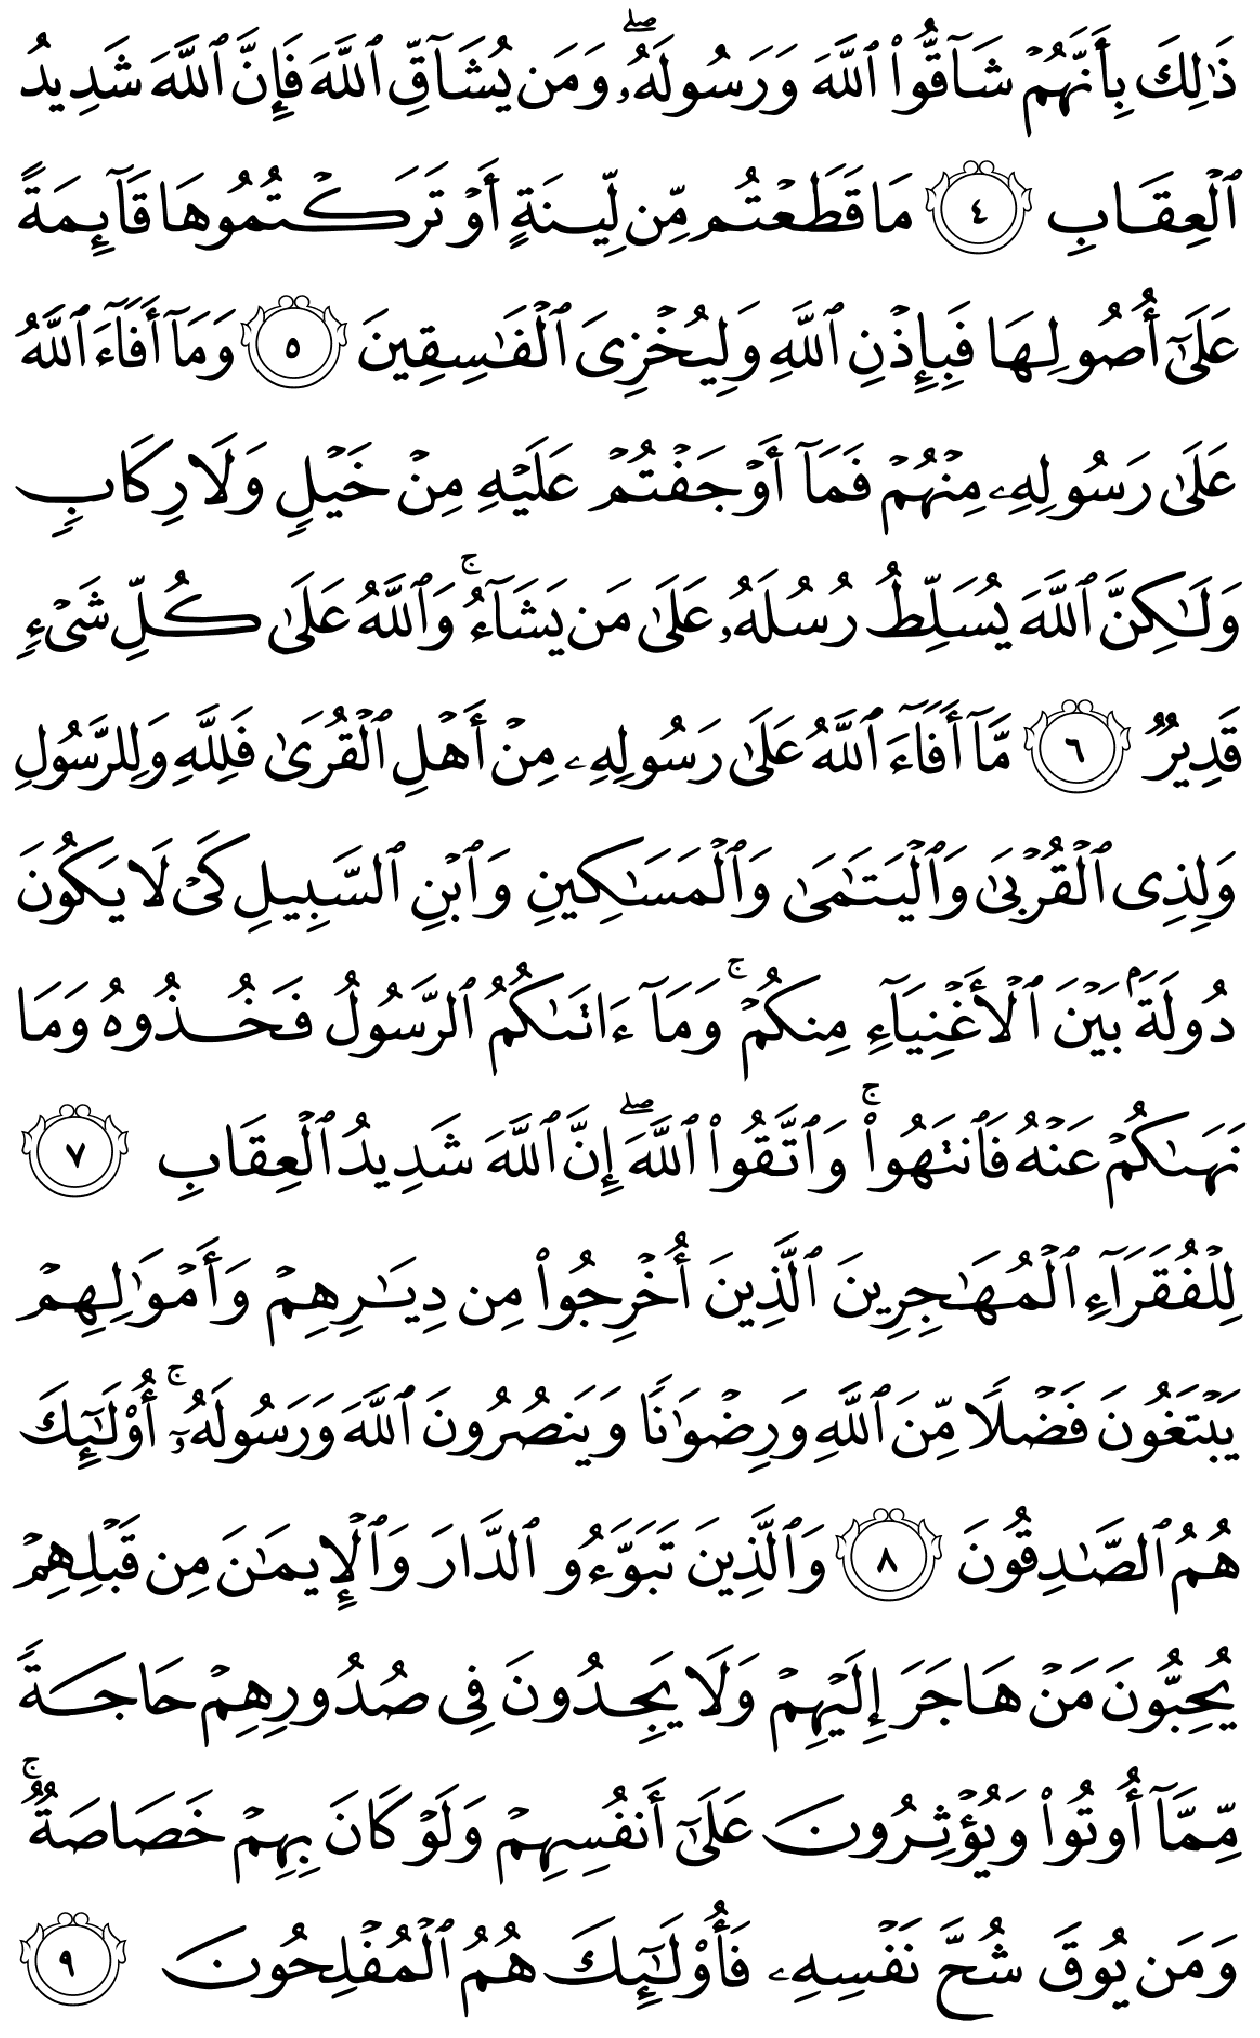 ذَٰلِكَ بِأَنَّهُمْ شَآقُّوا۟ ٱللَّهَ وَرَسُولَهُۥ ۖ وَمَن يُشَآقِّ ٱللَّهَ فَإِنَّ ٱللَّهَ شَدِيدُ
ٱلْعِقَابِ ٤ مَا قَطَعْتُم مِّن لِّينَةٍ أَوْ تَرَكْتُمُوهَا قَآئِمَةً
عَلَىٰٓ أُصُولِهَا فَبِإِذْنِ ٱللَّهِ وَلِيُخْزِىَ ٱلْفَـٰسِقِينَ ٥ وَمَآ أَفَآءَ ٱللَّهُ
عَلَىٰ رَسُولِهِۦ مِنْهُمْ فَمَآ أَوْجَفْتُمْ عَلَيْهِ مِنْ خَيْلٍ وَلَا رِكَابٍ
وَلَـٰكِنَّ ٱللَّهَ يُسَلِّطُ رُسُلَهُۥ عَلَىٰ مَن يَشَآءُ ۚ وَٱللَّهُ عَلَىٰ كُلِّ شَىْءٍ
قَدِيرٌ ٦ مَّآ أَفَآءَ ٱللَّهُ عَلَىٰ رَسُولِهِۦ مِنْ أَهْلِ ٱلْقُرَىٰ فَلِلَّهِ وَلِلرَّسُولِ
وَلِذِى ٱلْقُرْبَىٰ وَٱلْيَتَـٰمَىٰ وَٱلْمَسَـٰكِينِ وَٱبْنِ ٱلسَّبِيلِ كَىْ لَا يَكُونَ
دُولَةًۢ بَيْنَ ٱلْأَغْنِيَآءِ مِنكُمْ ۚ وَمَآ ءَاتَىٰكُمُ ٱلرَّسُولُ فَخُذُوهُ وَمَا
نَهَىٰكُمْ عَنْهُ فَٱنتَهُوا۟ ۚ وَٱتَّقُوا۟ ٱللَّهَ ۖ إِنَّ ٱللَّهَ شَدِيدُ ٱلْعِقَابِ ٧
لِلْفُقَرَآءِ ٱلْمُهَـٰجِرِينَ ٱلَّذِينَ أُخْرِجُوا۟ مِن دِيَـٰرِهِمْ وَأَمْوَٰلِهِمْ
يَبْتَغُونَ فَضْلًا مِّنَ ٱللَّهِ وَرِضْوَٰنًا وَيَنصُرُونَ ٱللَّهَ وَرَسُولَهُۥٓ ۚ أُو۟لَـٰٓئِكَ
هُمُ ٱلصَّـٰدِقُونَ ٨ وَٱلَّذِينَ تَبَوَّءُو ٱلدَّارَ وَٱلْإِيمَـٰنَ مِن قَبْلِهِمْ
يُحِبُّونَ مَنْ هَاجَرَ إِلَيْهِمْ وَلَا يَجِدُونَ فِى صُدُورِهِمْ حَاجَةً
مِّمَّآ أُوتُوا۟ وَيُؤْثِرُونَ عَلَىٰٓ أَنفُسِهِمْ وَلَوْ كَانَ بِهِمْ خَصَاصَةٌ ۚ
وَمَن يُوقَ شُحَّ نَفْسِهِۦ فَأُو۟لَـٰٓئِكَ هُمُ ٱلْمُفْلِحُونَ ٩